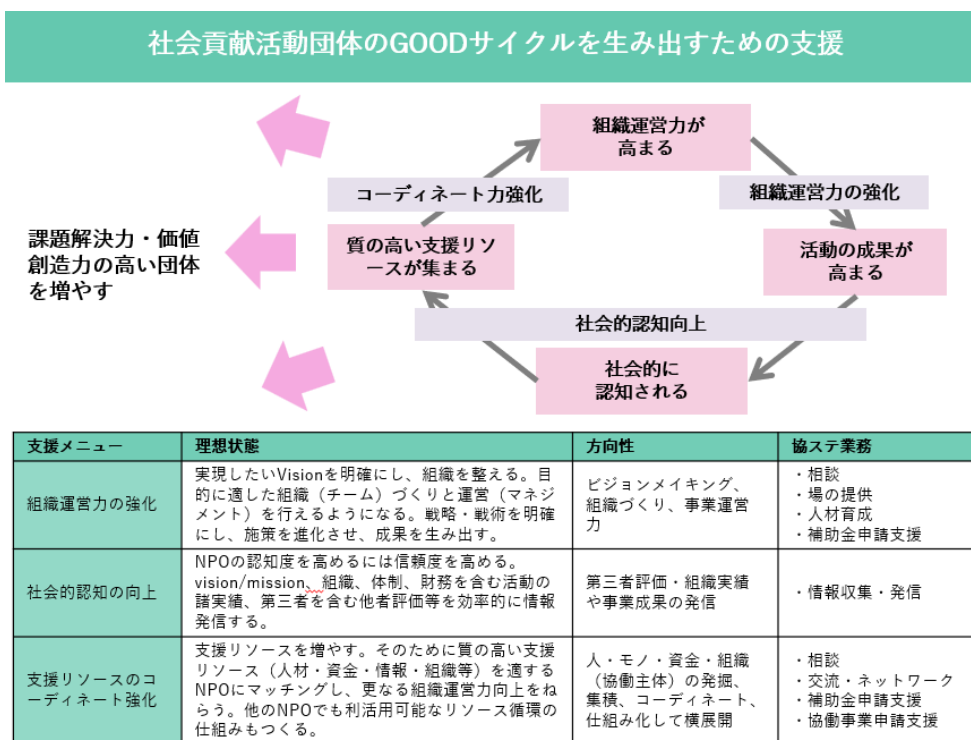 社会貢献活動団体のGOODサイクルを生み出すための支援
組織運営力が
高まる
コーディネート力強化
組織運営力の強化
課題解決力・価値
創造力の高い団体
を増やす
質の高い支援リソ
ースが集まる
活動の成果が
高まる
社会的認知向上
社会的に
認知される
支援メニュー
理想状態
方向性
協ステ業務
組織運営力の強化
実現したいVisionを明確にし、組織を整える。目
的に適した組織（チーム）づくりと運営（マネジ
メント）を行えるようになる。戦略・戦術を明確
にし、施策を進化させ、成果を生み出す。
ビジョンメイキング、
組織づくり、事業運営
力
・相談
・場の提供
・人材育成
・補助金申請支援
社会的認知の向上
NPOの認知度を高めるには信頼度を高める。
vision/mission、組織、体制、財務を含む活動の
諸実績、第三者を含む他者評価等を効率的に情報
発信する。
第三者評価・組織実績
や事業成果の発信
・情報収集・発信
支援リソースのコ
ーディネート強化
支援リソースを増やす。そのために質の高い支援
リソース（人材・資金・情報・組織等）を適する
NPOにマッチングし、更なる組織運営力向上をね
らう。他のNPOでも利活用可能なリソース循環の
仕組みもつくる。
人・モノ・資金・組織
（協働主体）の発掘、
集積、コーディネート、
仕組み化して横展開
・相談
・交流・ネットワーク
・補助金申請支援
・協働事業申請支援